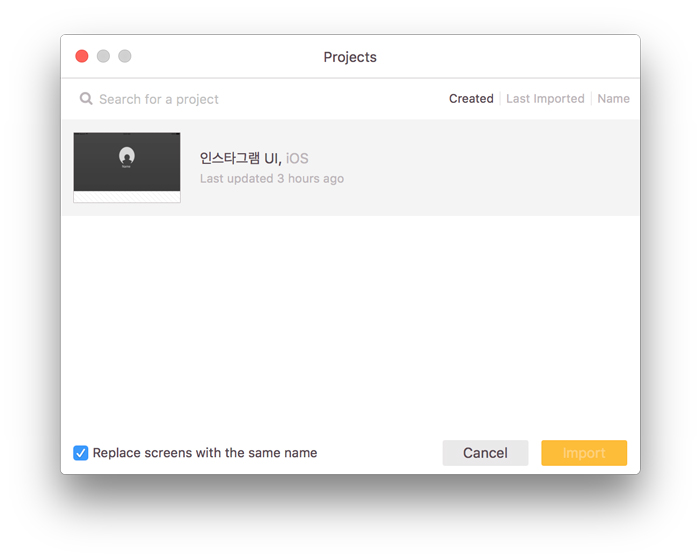 Projects
Search for a project
Created Last Imported Name
인스타그램 UI, iOS
Last updated 3 hours ago
Replace screens with the same name
Cancel Import